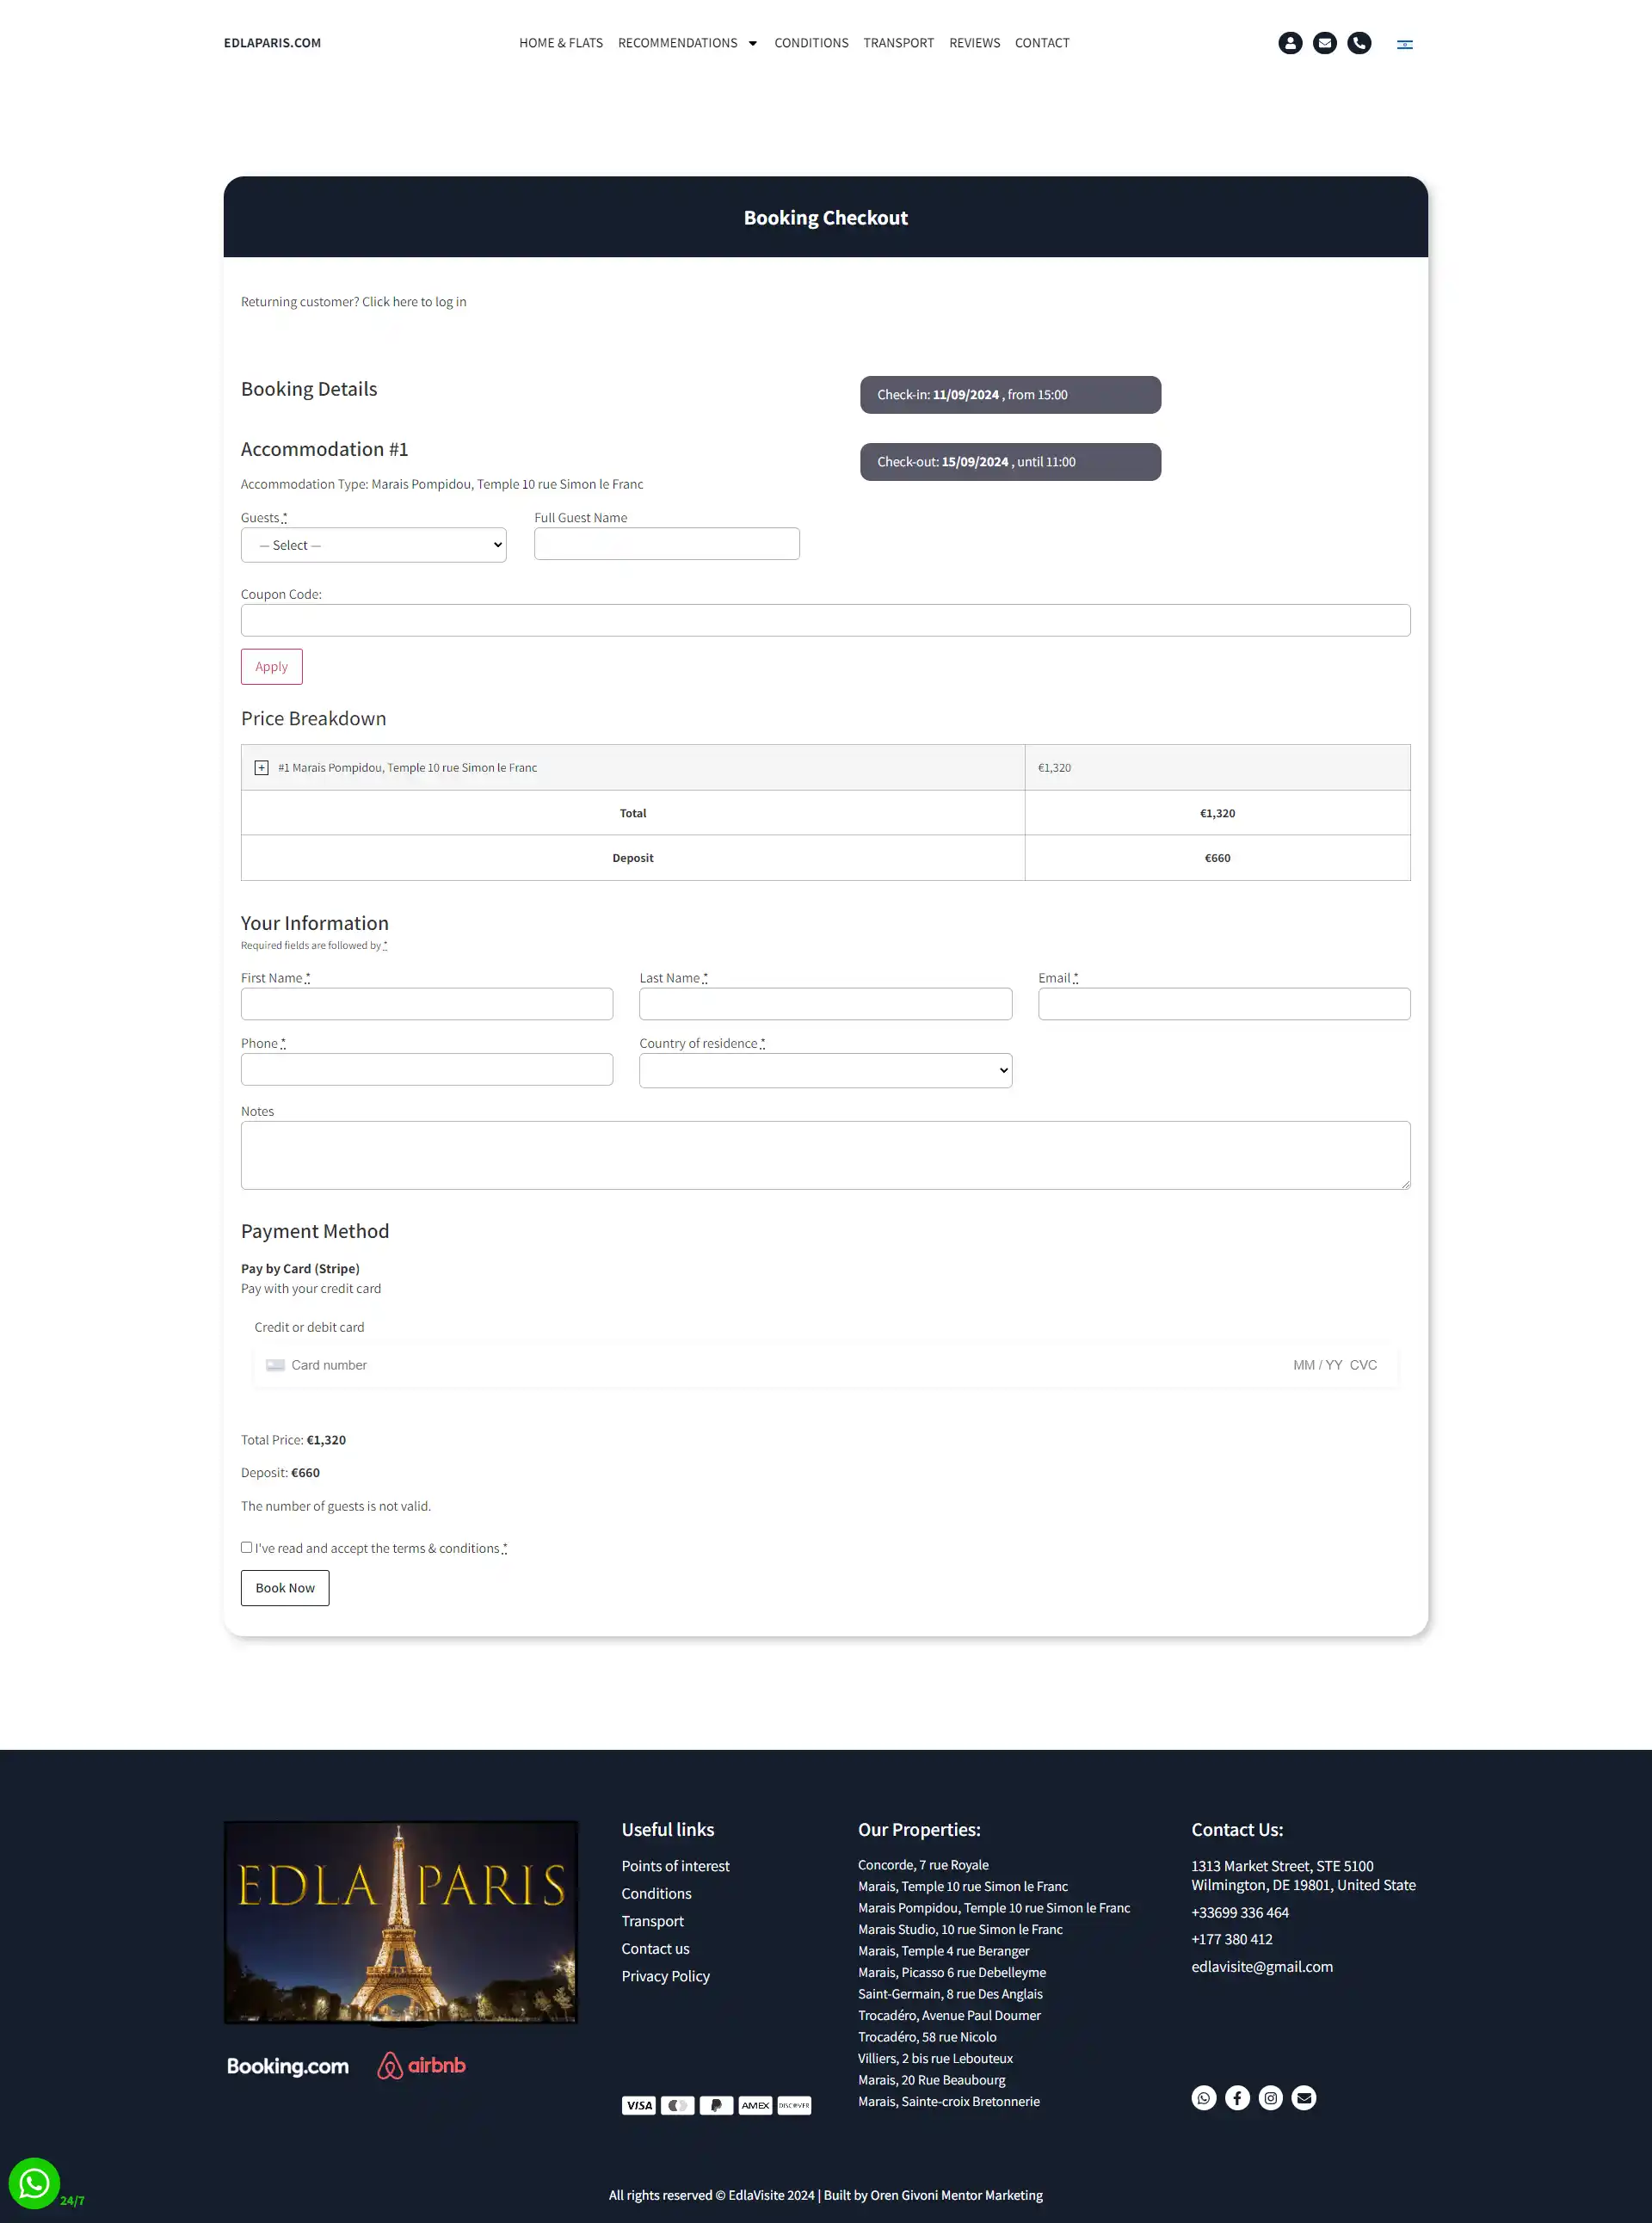 EDLAPARIS.COM
HOME & FLATS RECOMMENDATIONS CONDITIONS TRANSPORT REVIEWS CONTACT
Booking Checkout
Returning customer? Click here to log in
Booking Details
Check-in: 11/09/2024 , from 15:00
Accommodation #1
Check-out: 15/09/2024 , until 11:00
Accommodation Type: Marais Pompidou, Temple 10 rue Simon le Franc
Guests * Full Guest Name
— Select —
Coupon Code:
Apply
Price Breakdown
#1 Marais Pompidou, Temple 10 rue Simon le Franc €1,320
Total €1,320
Deposit €660
Your Information
Required fields are followed by *
First Name * Last Name * Email *
Phone * Country of residence *
Notes
Payment Method
Pay by Card (Stripe)
Pay with your credit card
Credit or debit card
Card number MM / YY CVC
Total Price: €1,320
Deposit: €660
The number of guests is not valid.
I've read and accept the terms & conditions *
Book Now
EDLA PARIS
Booking.com airbnb
Useful links
Points of interest
Conditions
Transport
Contact us
Privacy Policy
VISA AMEX DISCOVER
Our Properties:
Concorde, 7 rue Royale
Marais, Temple 10 rue Simon le Franc
Marais Pompidou, Temple 10 rue Simon le Franc
Marais Studio, 10 rue Simon le Franc
Marais, Temple 4 rue Beranger
Marais, Picasso 6 rue Debelleyme
Saint-Germain, 8 rue Des Anglais
Trocadéro, Avenue Paul Doumer
Trocadéro, 58 rue Nicolo
Villiers, 2 bis rue Lebouteux
Marais, 20 Rue Beaubourg
Marais, Sainte-croix Bretonnerie
Contact Us:
1313 Market Street, STE 5100
Wilmington, DE 19801, United State
+33699 336 464
+177 380 412
edlavisite@gmail.com
24/7
All rights reserved © EdlaVisite 2024 | Built by Oren Givoni Mentor Marketing